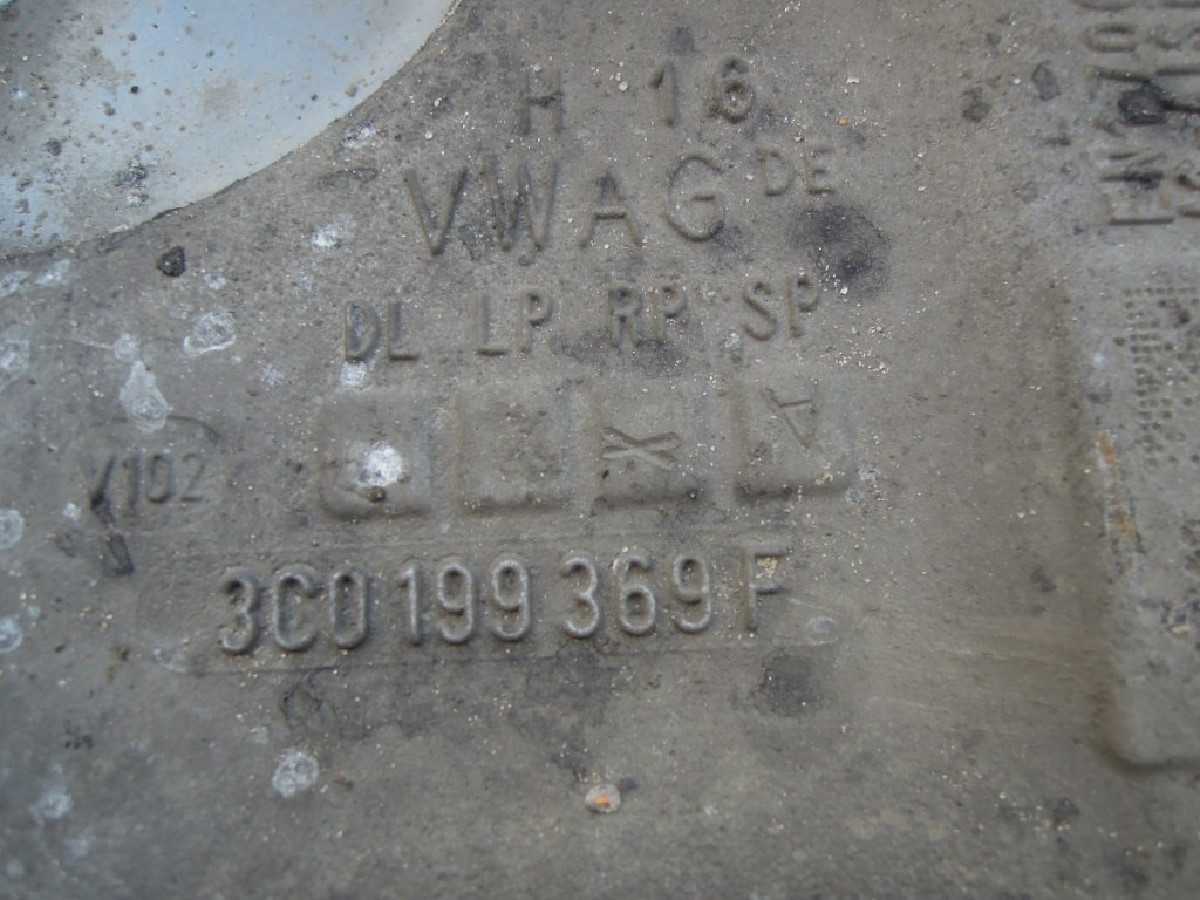 H 16
VWAG DE
DL LP RP SP
V102
3C0 199 369 F